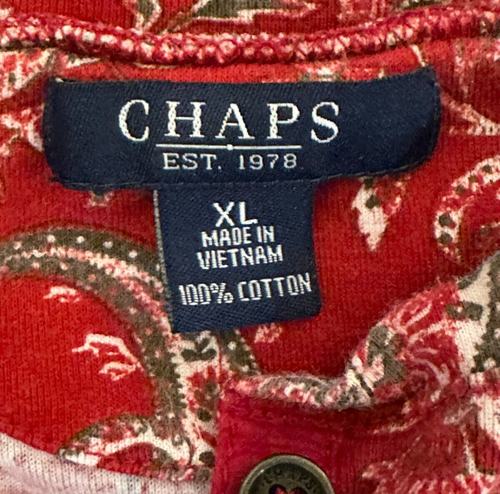 CHAPS
EST. 1978
XL
MADE IN
VIETNAM
100% COTTON